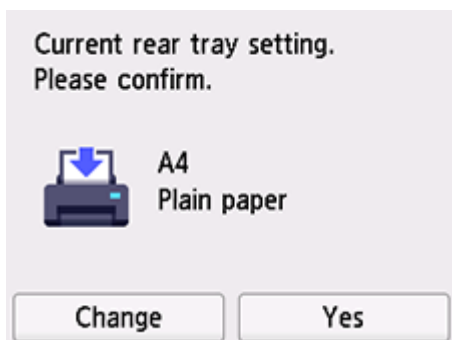 Current rear tray setting.
Please confirm.
A4
Plain paper
Change
Yes